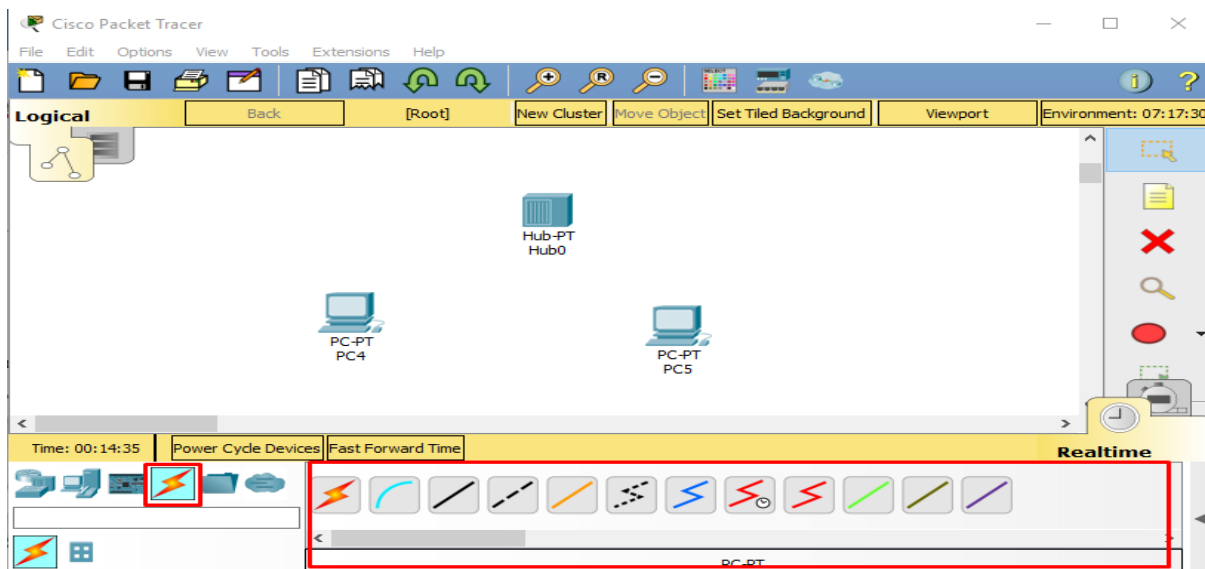 Cisco Packet Tracer
File Edit Options View Tools Extensions Help
Logical Back [Root] New Cluster Move Object Set Tiled Background Viewport Environment: 07:17:30
Hub-PT
Hub0
PC-PT
PC4
PC-PT
PC5
Time: 00:14:35 Power Cycle Devices Fast Forward Time
Realtime
PC-PT